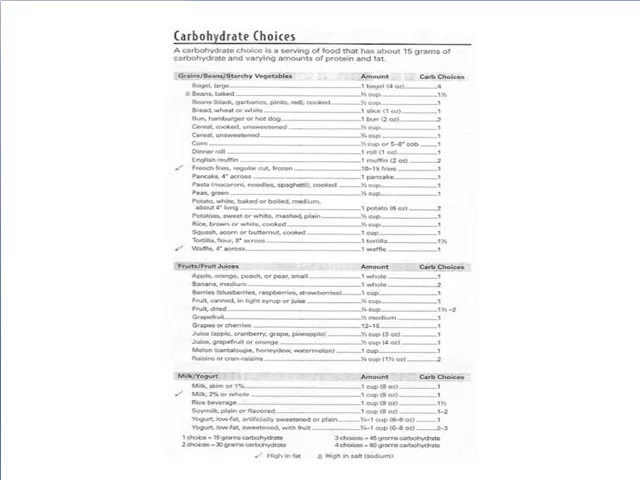 Carbohydrate Choices
A carbohydrate choice is a serving of food that has about 15 grams of
carbohydrate and varying amounts of protein and fat.
Grains/Beans/Starchy Vegetables Amount Carb Choices
Bagel, large 1 bagel (4 oz) 4
Beans, baked ½ cup 1½
Beans (black, garbanzo, pinto, red), cooked ½ cup 1
Bread, wheat or white 1 slice (1 oz) 1
Bun, hamburger or hot dog 1 bun (2 oz) 2
Cereal, cooked, unsweetened ½ cup 1
Cereal, unsweetened cup 1
Corn ½ cup or 5–6" cob 1
Dinner roll 1 roll (1 oz) 1
English muffin 1 muffin (2 oz) 2
✓ French fries, regular cut, frozen 10–15 fries 1
Pancake, 4" across 1 pancake 1
Pasta (macaroni, noodles, spaghetti), cooked cup 1
Peas, green ½ cup 1
Potato, white, baked or boiled, medium,
about 4" long 1 potato (6 oz) 2
Potatoes, sweet or white, mashed, plain ½ cup 1
Rice, brown or white, cooked cup 1
Squash, acorn or butternut, cooked 1 cup 1
Tortilla, flour, 8" across 1 tortilla 1½
✓ Waffle, 4" across 1 waffle 1
Fruits/Fruit Juices Amount Carb Choices
Apple, orange, peach, or pear, small 1 whole 1
Banana, medium 1 whole 2
Berries (blueberries, raspberries, strawberries) 1 cup 1
Fruit, canned, in light syrup or juice ½ cup 1
Fruit, dried cup 1½ –2
Grapefruit ½ medium 1
Grapes or cherries 12–15 1
Juice (apple, cranberry, grape, pineapple) cup (3 oz) 1
Juice, grapefruit or orange ½ cup (4 oz) 1
Melon (cantaloupe, honeydew, watermelon) 1 cup 1
Raisins or cran-raisins ¼ cup (1½ oz) 2
Milk/Yogurt Amount Carb Choices
Milk, skim or 1% 1 cup (8 oz) 1
✓ Milk, 2% or whole 1 cup (8 oz) 1
Rice beverage 1 cup (8 oz) 1½
Soymilk, plain or flavored 1 cup (8 oz) 1–2
Yogurt, low-fat, artificially sweetened or plain ¾–1 cup (6–8 oz) 1
Yogurt, low-fat, sweetened, with fruit ¾–1 cup (6–8 oz) 2–3
1 choice = 15 grams carbohydrate 3 choices = 45 grams carbohydrate
2 choices = 30 grams carbohydrate 4 choices = 60 grams carbohydrate
✓ High in fat High in salt (sodium)